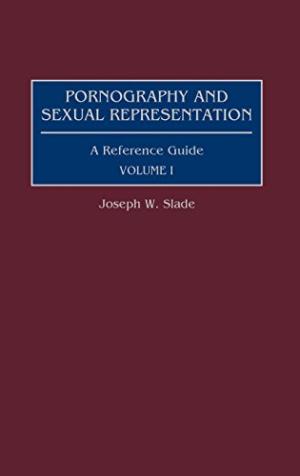 PORNOGRAPHY AND
SEXUAL REPRESENTATION
A Reference Guide
VOLUME I
Joseph W. Slade